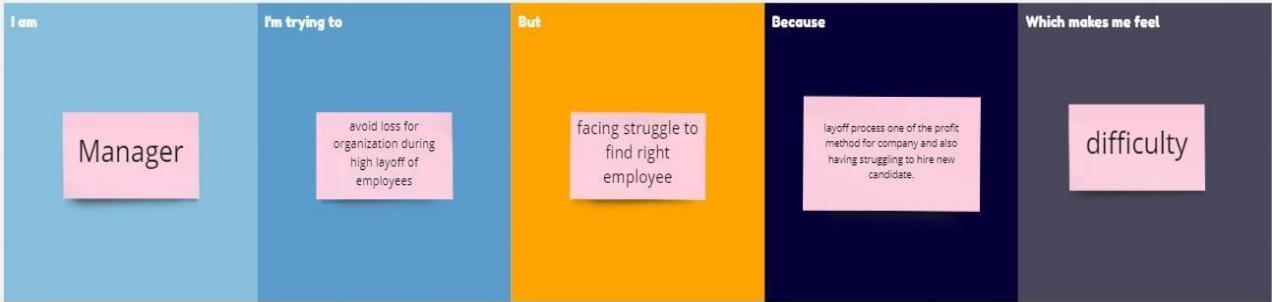 I am
Manager
I'm trying to
avoid loss for
organization during
high layoff of
employees
But
facing struggle to
find right
employee
Because
layoff process one of the profit
method for company and also
having struggling to hire new
candidate.
Which makes me feel
difficulty